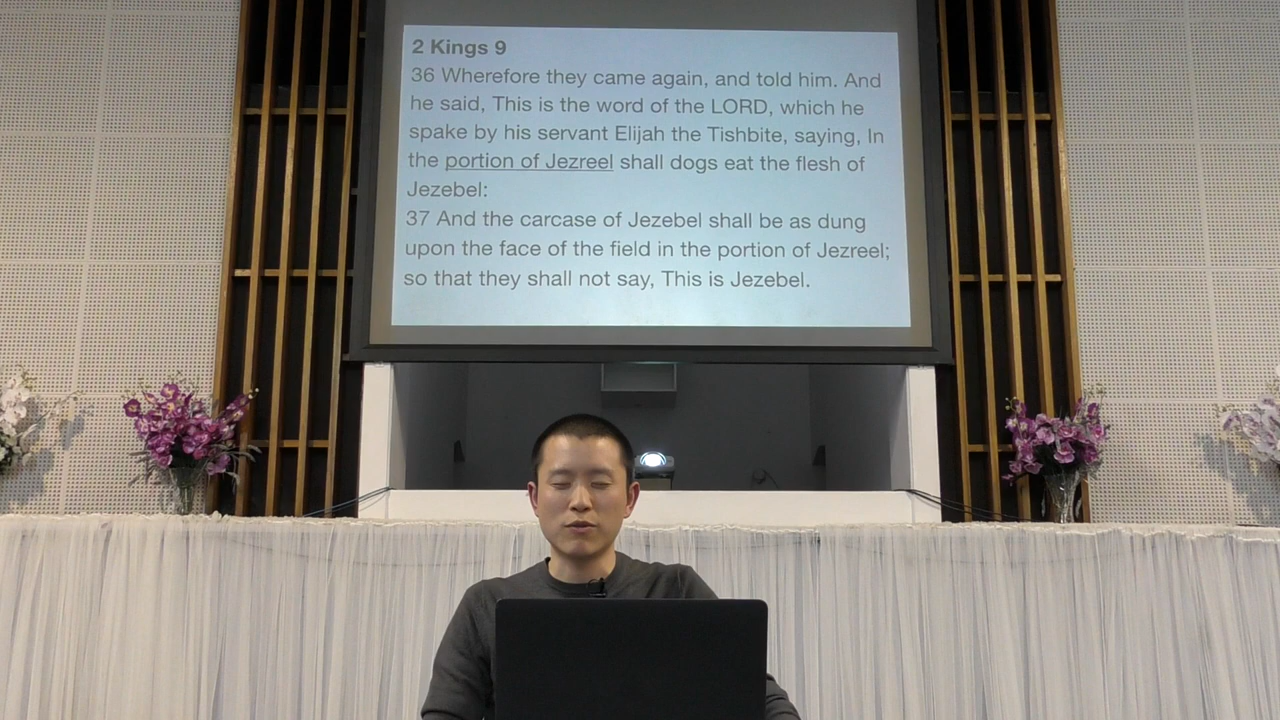 2 Kings 9
36 Wherefore they came again, and told him. And
he said, This is the word of the LORD, which he
spake by his servant Elijah the Tishbite, saying, In
the portion of Jezreel shall dogs eat the flesh of
Jezebel:
37 And the carcase of Jezebel shall be as dung
upon the face of the field in the portion of Jezreel;
so that they shall not say, This is Jezebel.